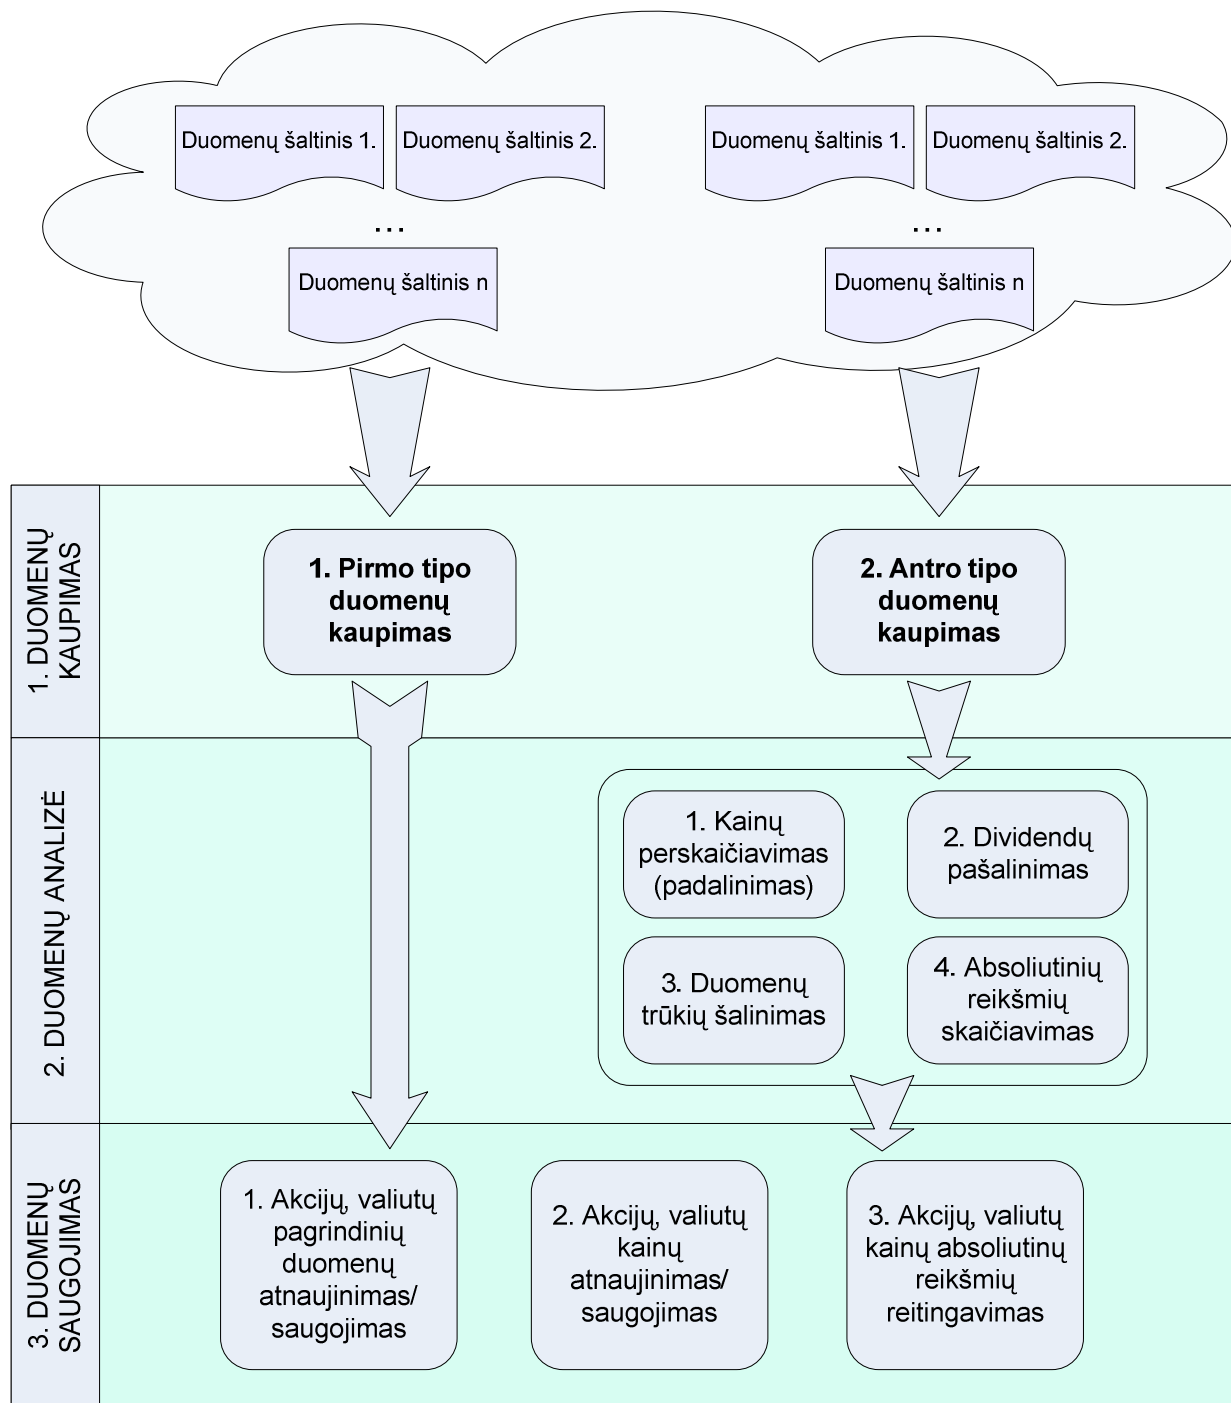 Duomenų šaltinis 1.
Duomenų šaltinis 2.
...
Duomenų šaltinis n
Duomenų šaltinis 1.
Duomenų šaltinis 2.
...
Duomenų šaltinis n
1. DUOMENŲ
KAUPIMAS
1. Pirmo tipo
duomenų
kaupimas
2. Antro tipo
duomenų
kaupimas
2. DUOMENŲ ANALIZĖ
1. Kainų
perskaičiavimas
(padalinimas)
2. Dividendų
pašalinimas
3. Duomenų
trūkių šalinimas
4. Absoliutinių
reikšmių
skaičiavimas
3. DUOMENŲ
SAUGOJIMAS
1. Akcijų, valiutų
pagrindinių
duomenų
atnaujinimas/
saugojimas
2. Akcijų, valiutų
kainų
atnaujinimas/
saugojimas
3. Akcijų, valiutų
kainų absoliutinų
reikšmių
reitingavimas